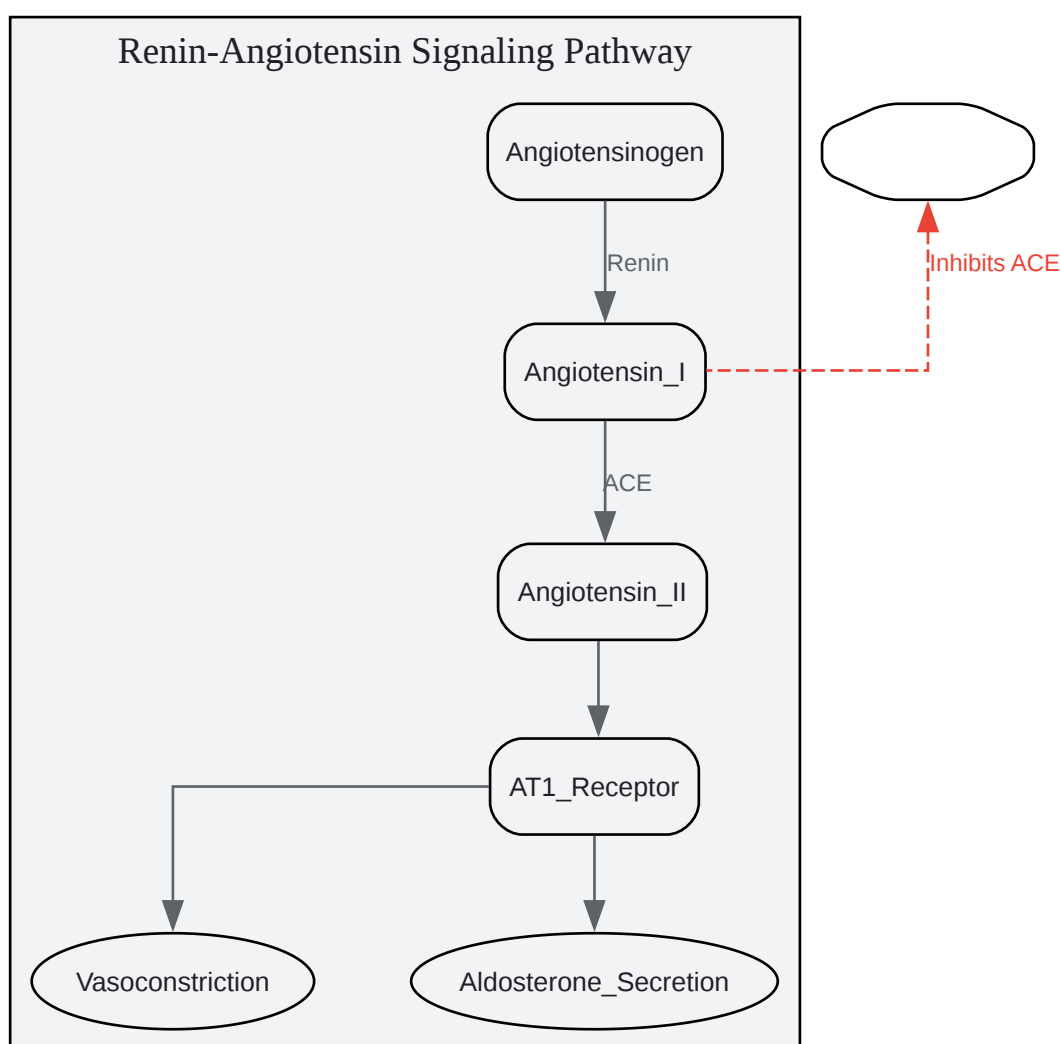 Renin-Angiotensin Signaling Pathway
Angiotensinogen
Renin
Inhibits ACE
Angiotensin_I
ACE
Angiotensin_II
AT1_Receptor
Vasoconstriction
Aldosterone_Secretion